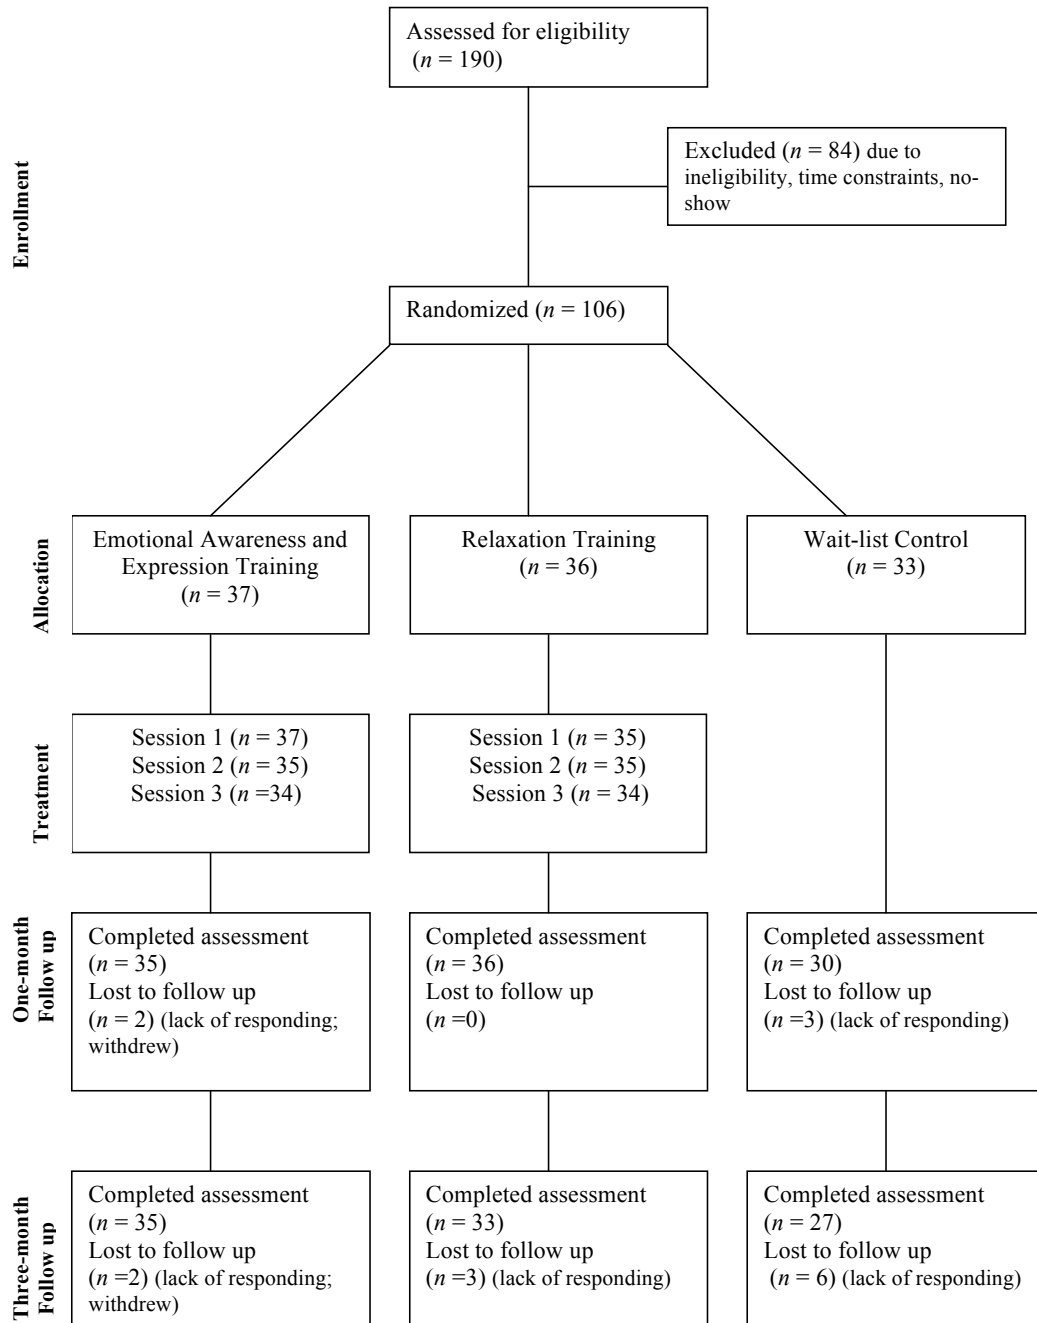 Assessed for eligibility
(n = 190)
Excluded (n = 84) due to
ineligibility, time constraints, no-
show
Enrollment
Randomized (n = 106)
Allocation
Emotional Awareness and
Expression Training
(n = 37)
Relaxation Training
(n = 36)
Wait-list Control
(n = 33)
Treatment
Session 1 (n = 37)
Session 2 (n = 35)
Session 3 (n =34)
Session 1 (n = 35)
Session 2 (n = 35)
Session 3 (n = 34)
One-month
Follow up
Completed assessment
(n = 35)
Lost to follow up
(n = 2) (lack of responding;
withdrew)
Completed assessment
(n = 36)
Lost to follow up
(n =0)
Completed assessment
(n = 30)
Lost to follow up
(n =3) (lack of responding)
Three-month
Follow up
Completed assessment
(n = 35)
Lost to follow up
(n =2) (lack of responding;
withdrew)
Completed assessment
(n = 33)
Lost to follow up
(n =3) (lack of responding)
Completed assessment
(n = 27)
Lost to follow up
(n = 6) (lack of responding)